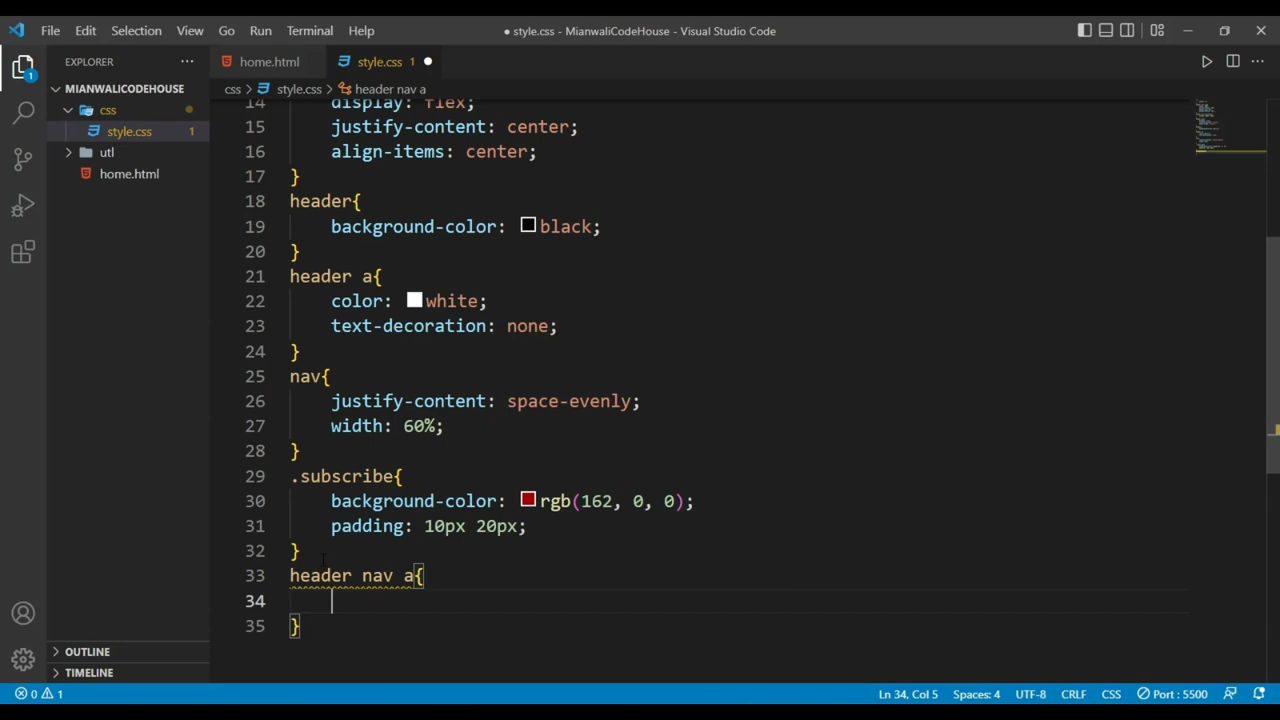 File Edit Selection View Go Run Terminal Help
● style.css - MianwaliCodeHouse - Visual Studio Code
EXPLORER
home.html
style.css 1
MIANWALICODEHOUSE
css > style.css > header nav a
css
style.css 1
utl
home.html
14 display: flex;
15 justify-content: center;
16 align-items: center;
17 }
18 header{
19 background-color: black;
20 }
21 header a{
22 color: white;
23 text-decoration: none;
24 }
25 nav{
26 justify-content: space-evenly;
27 width: 60%;
28 }
29 .subscribe{
30 background-color: rgb(162, 0, 0);
31 padding: 10px 20px;
32 }
33 header nav a{
34
35 }
OUTLINE
TIMELINE
1
0 1 Ln 34, Col 5 Spaces: 4 UTF-8 CRLF CSS Port : 5500